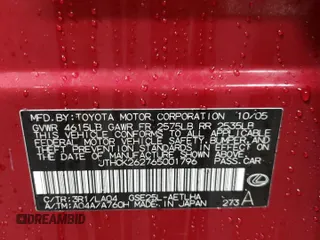 MFD. BY: TOYOTA MOTOR CORPORATION 10/05
GVWR 4615LB GAWR FR 2575LB RR 2535LB
THIS VEHICLE CONFORMS TO ALL APPLICABLE
FEDERAL MOTOR VEHICLE SAFETY, BUMPER, AND
THEFT PREVENTION STANDARDS IN EFFECT ON
THE DATE OF MANUFACTURE SHOWN ABOVE.
JTHCK262765001796 PASS. CAR
C/TR: 3R1/LA04 GSE25L-AETLHA
A/TM: A04A/A760H MADE IN JAPAN 273 A